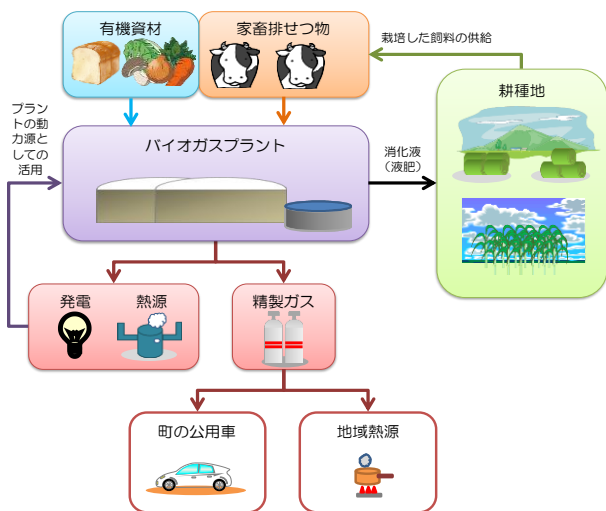 有機資材
家畜排せつ物
栽培した飼料の供給
耕種地
プラン
トの動
力源と
しての
活用
バイオガスプラント
消化液
（液肥）
発電
熱源
精製ガス
町の公用車
地域熱源